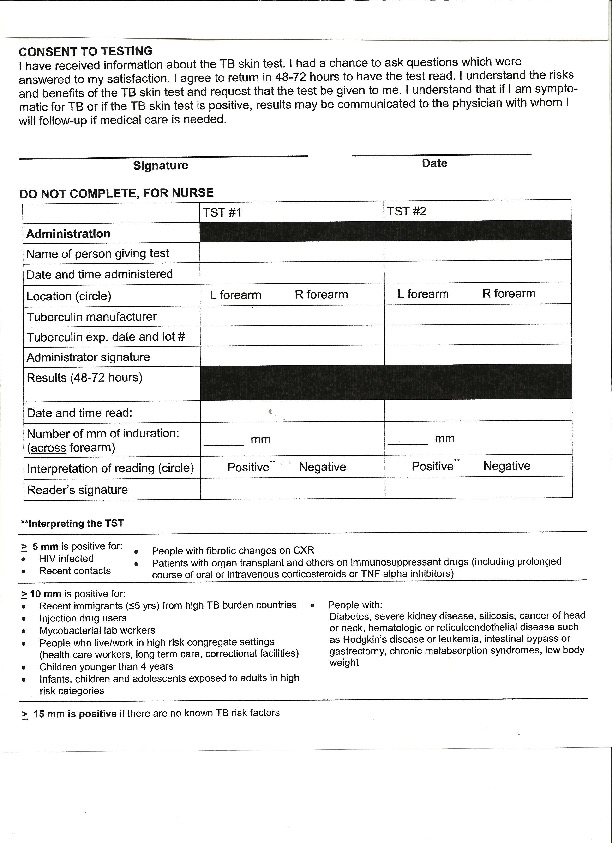 CONSENT TO TESTING
I have received information about the TB skin test. I had a chance to ask questions which were
answered to my satisfaction. I agree to return in 48-72 hours to have the test read. I understand the risks
and benefits of the TB skin test and request that the test be given to me. I understand that if I am sympto-
matic for TB or if the TB skin test is positive, results may be communicated to the physician with whom I
will follow-up if medical care is needed.
Signature Date
DO NOT COMPLETE, FOR NURSE
TST #1 TST #2
Administration
Name of person giving test
Date and time administered
Location (circle) L forearm R forearm L forearm R forearm
Tuberculin manufacturer
Tuberculin exp. date and lot #
Administrator signature
Results (48-72 hours)
Date and time read:
Number of mm of induration: ______ mm ______ mm
(across forearm)
Interpretation of reading (circle) Positive** Negative Positive** Negative
Reader's signature
**Interpreting the TST
≥ 5 mm is positive for:
• HIV infected
• Recent contacts
• People with fibrolic changes on CXR
• Patients with organ transplant and others on immunosuppressant drugs (including prolonged
course of oral or intravenous corticosteroids or TNF alpha inhibitors)
≥ 10 mm is positive for:
• Recent immigrants (≤5 yrs) from high TB burden countries
• Injection drug users
• Mycobacterial lab workers
• People who live/work in high risk congregate settings
(health care workers, long term care, correctional facilities)
• Children younger than 4 years
• Infants, children and adolescents exposed to adults in high
risk categories
• People with:
Diabetes, severe kidney disease, silicosis, cancer of head
or neck, hematologic or reticulcendothelial disease such
as Hodgkin's disease or leukemia, intestinal bypass or
gastrectomy, chronic melabsorption syndromes, low body
weight
≥ 15 mm is positive if there are no known TB risk factors